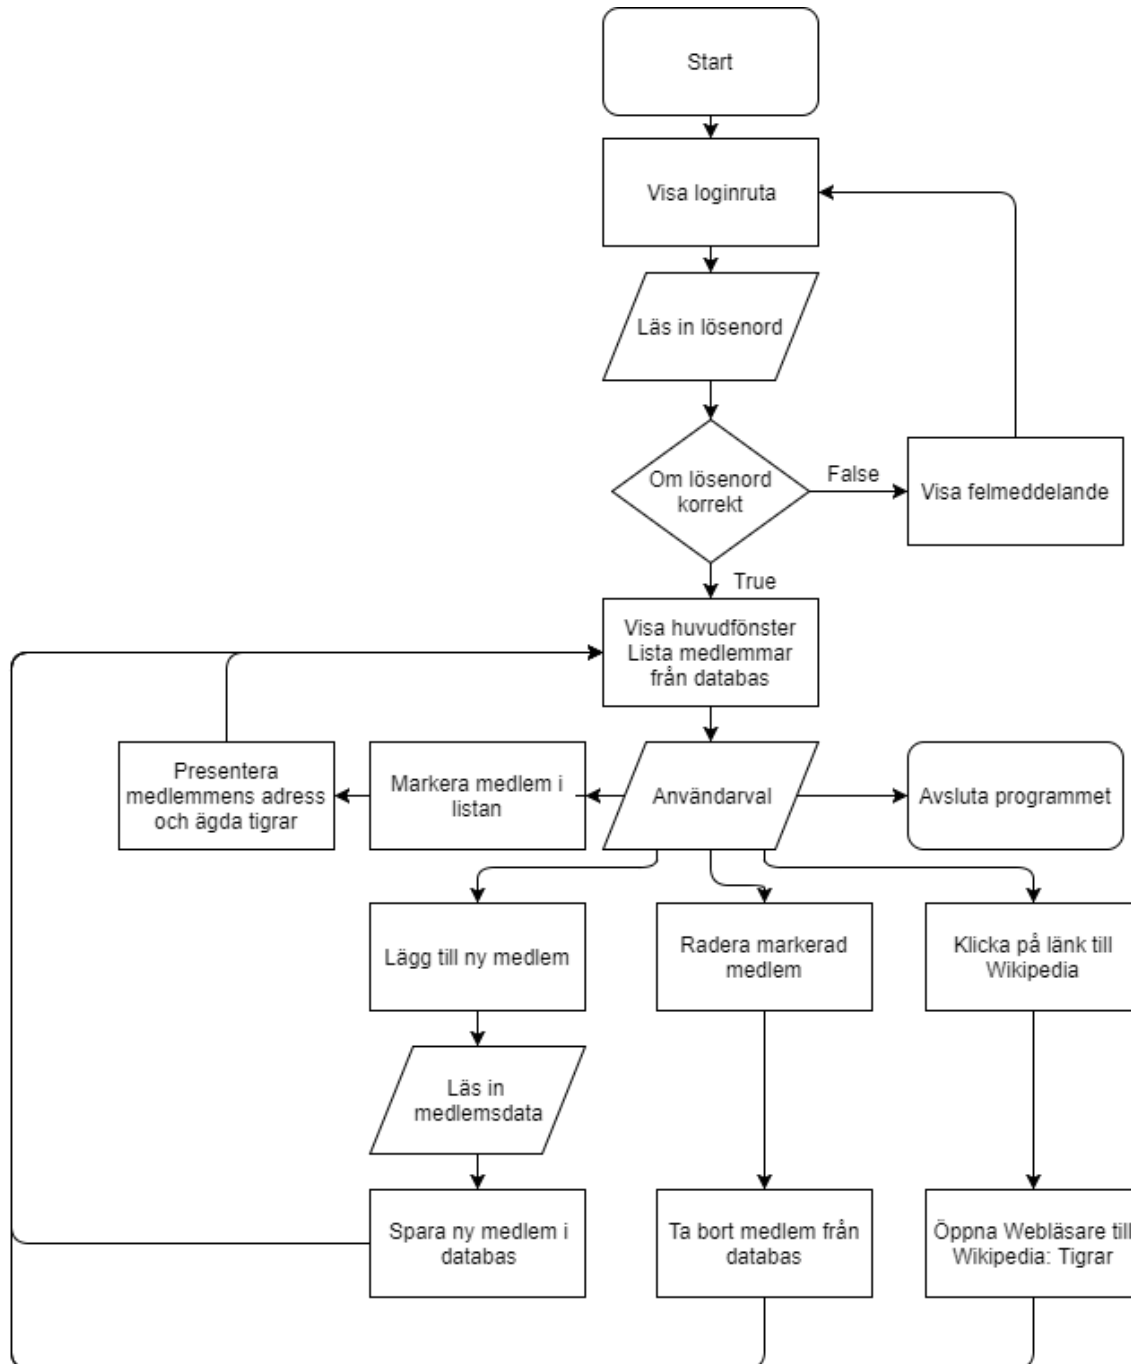 Start
Visa loginruta
Läs in lösenord
Om lösenord
korrekt
False
Visa felmeddelande
True
Visa huvudfönster
Lista medlemmar
från databas
Presentera
medlemmens adress
och ägda tigrar
Markera medlem i
listan
Användarval
Avsluta programmet
Lägg till ny medlem
Radera markerad
medlem
Klicka på länk till
Wikipedia
Läs in
medlemsdata
Spara ny medlem i
databas
Ta bort medlem från
databas
Öppna Webläsare till
Wikipedia: Tigrar